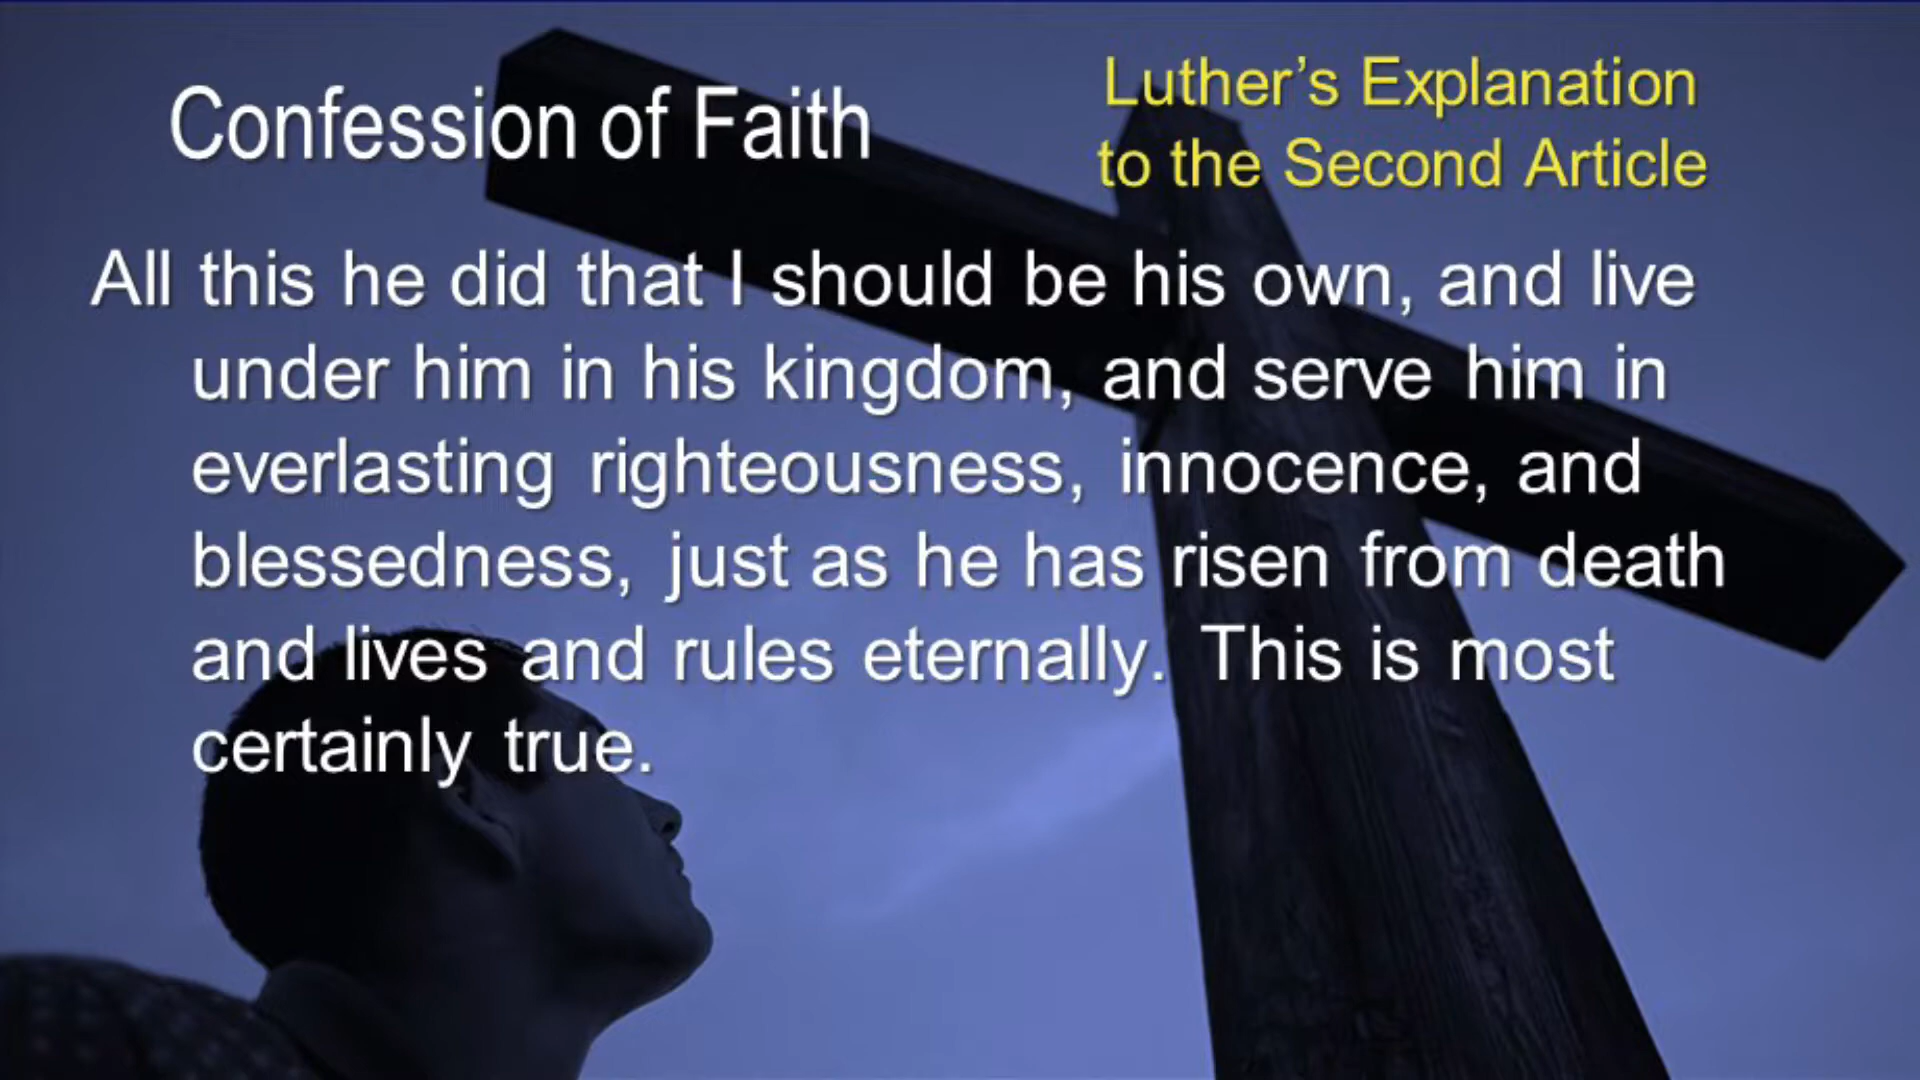 Confession of Faith
Luther’s Explanation
to the Second Article
All this he did that I should be his own, and live
under him in his kingdom, and serve him in
everlasting righteousness, innocence, and
blessedness, just as he has risen from death
and lives and rules eternally. This is most
certainly true.